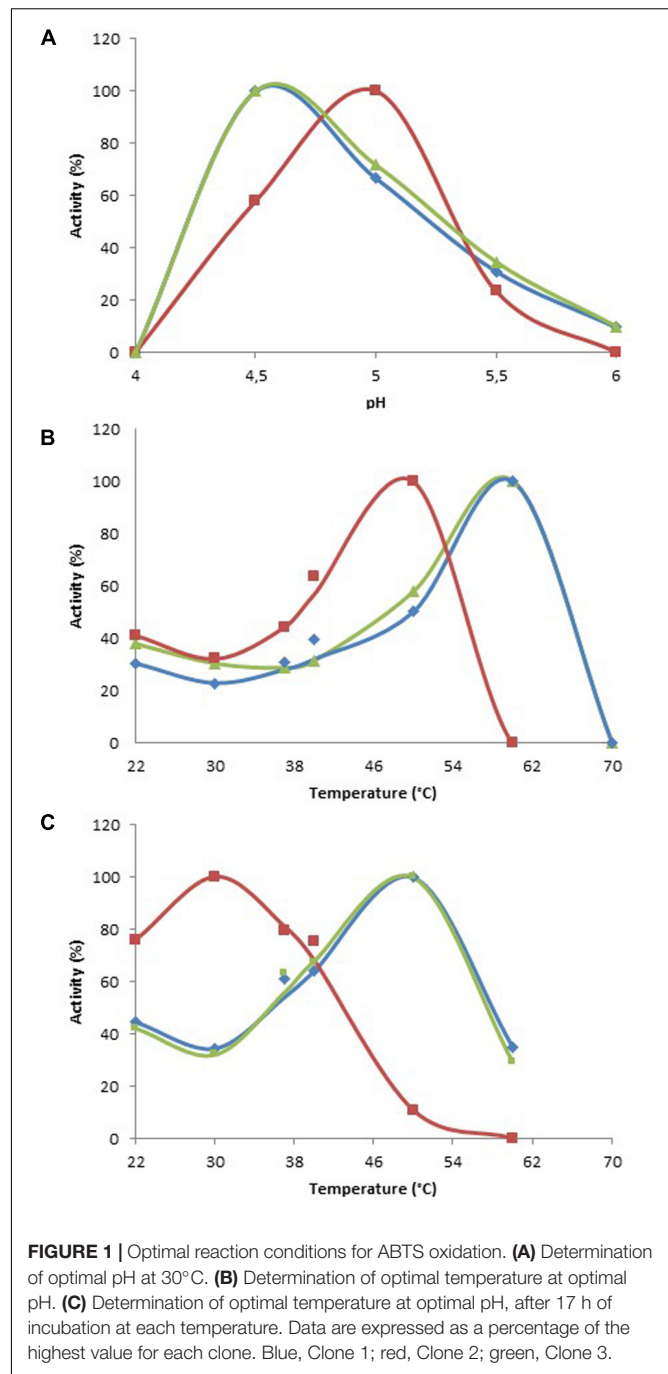 A
120
100
80
60
40
20
0
Activity (%)
4 4,5 5 5,5 6
pH
B
120
100
80
60
40
20
0
Activity (%)
22 30 38 46 54 62 70
Temperature (°C)
C
120
100
80
60
40
20
0
Activity (%)
22 30 38 46 54 62 70
Temperature (°C)
FIGURE 1 | Optimal reaction conditions for ABTS oxidation. (A) Determination
of optimal pH at 30°C. (B) Determination of optimal temperature at optimal
pH. (C) Determination of optimal temperature at optimal pH, after 17 h of
incubation at each temperature. Data are expressed as a percentage of the
highest value for each clone. Blue, Clone 1; red, Clone 2; green, Clone 3.